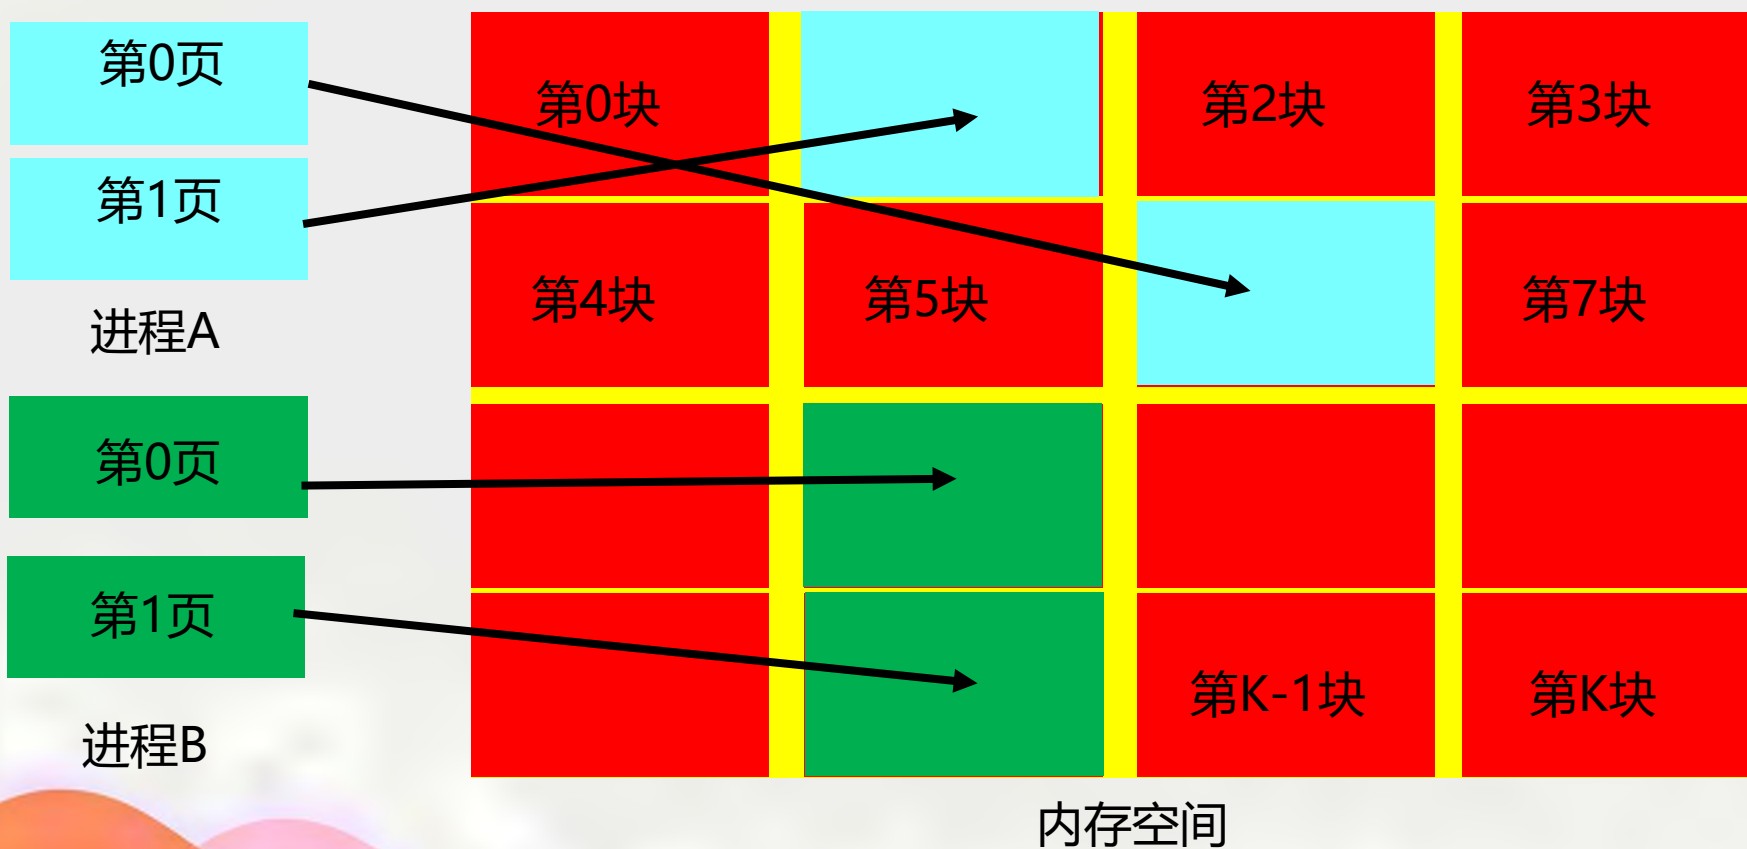 第0页
第1页
进程A
第0页
第1页
进程B
第0块
第2块
第3块
第4块
第5块
第7块
第K-1块
第K块
内存空间